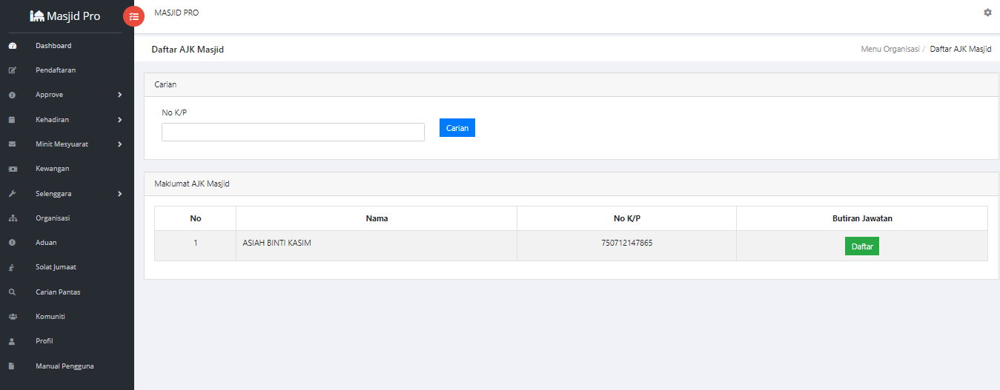 Masjid Pro
MASJID PRO
Dashboard
Pendaftaran
Approve
Kehadiran
Minit Mesyuarat
Kewangan
Selenggara
Organisasi
Aduan
Solat Jumaat
Carian Pantas
Komuniti
Profil
Manual Pengguna
Daftar AJK Masjid
Menu Organisasi / Daftar AJK Masjid
Carian
No K/P
Carian
Maklumat AJK Masjid
No Nama No K/P Butiran Jawatan
1 ASIAH BINTI KASIM 750712147865 Daftar